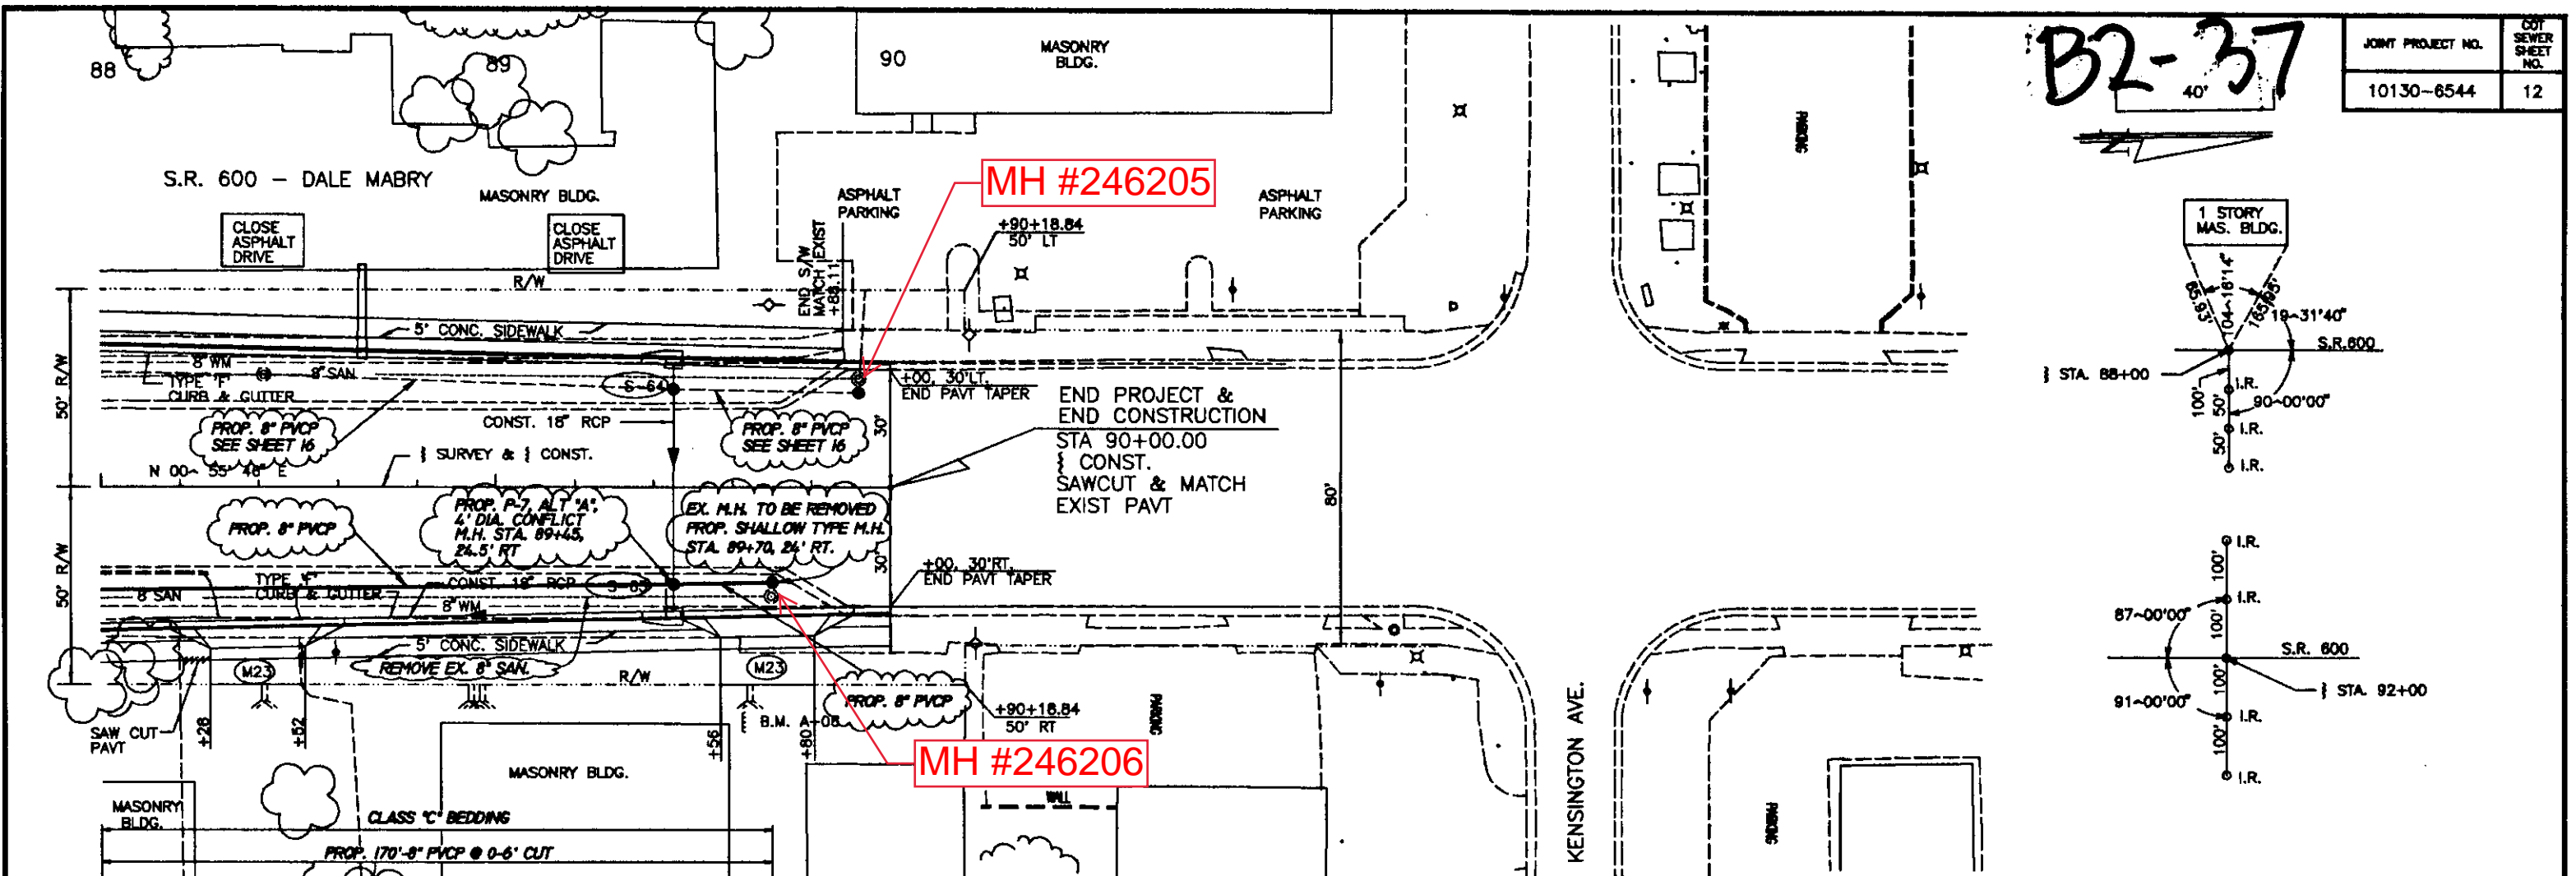 B2-37
JOINT PROJECT NO.
COT
SEWER
SHEET
NO.
10130-6544
12
40'
88
89
90
MASONRY
BLDG.
S.R. 600 - DALE MABRY
MASONRY BLDG.
CLOSE
ASPHALT
DRIVE
CLOSE
ASPHALT
DRIVE
ASPHALT
PARKING
MH #246205
ASPHALT
PARKING
PARKING
+90+18.84
50' LT
END S/W
MATCH EXIST
+88.11
R/W
5' CONC. SIDEWALK
8" WM
8" SAN
TYPE "F"
CURB & GUTTER
50' R/W
S-64
CONST. 18" RCP
PROP. 8" PVCP
SEE SHEET 16
PROP. 8" PVCP
SEE SHEET 16
+00, 30'LT,
END PAVT TAPER
30'
END PROJECT &
END CONSTRUCTION
STA 90+00.00
CONST.
SAWCUT & MATCH
EXIST PAVT
SURVEY & CONST.
N 00~ 55' 46" E
80'
PROP. 8" PVCP
PROP. P-7, ALT "A",
4' DIA. CONFLICT
M.H. STA. 89+45,
24.5' RT
EX. M.H. TO BE REMOVED
PROP. SHALLOW TYPE M.H.
STA. 89+70, 24' RT.
30'
+00, 30'RT,
END PAVT TAPER
50' R/W
TYPE "F"
CURB & GUTTER
CONST. 18" RCP
S-65
8 SAN
8" WM
5' CONC. SIDEWALK
REMOVE EX. 8" SAN.
M23
M23
R/W
PROP. 8" PVCP
+90+18.84
50' RT
B.M. A-06
SAW CUT
PAVT
+28
+52
+56
+80
MH #246206
MASONRY BLDG.
MASONRY
BLDG.
CLASS "C" BEDDING
PROP. 170'-8" PVCP @ 0-6' CUT
PARKING
WALL
KENSINGTON AVE.
PARKING
1 STORY
MAS. BLDG.
65.93'
104~16'14"
19~31'40"
S.R.600
STA. 88+00
I.R.
100'
50'
90~00'00"
I.R.
50'
I.R.
I.R.
100'
87~00'00"
I.R.
100'
S.R. 600
100'
STA. 92+00
91~00'00"
I.R.
100'
I.R.